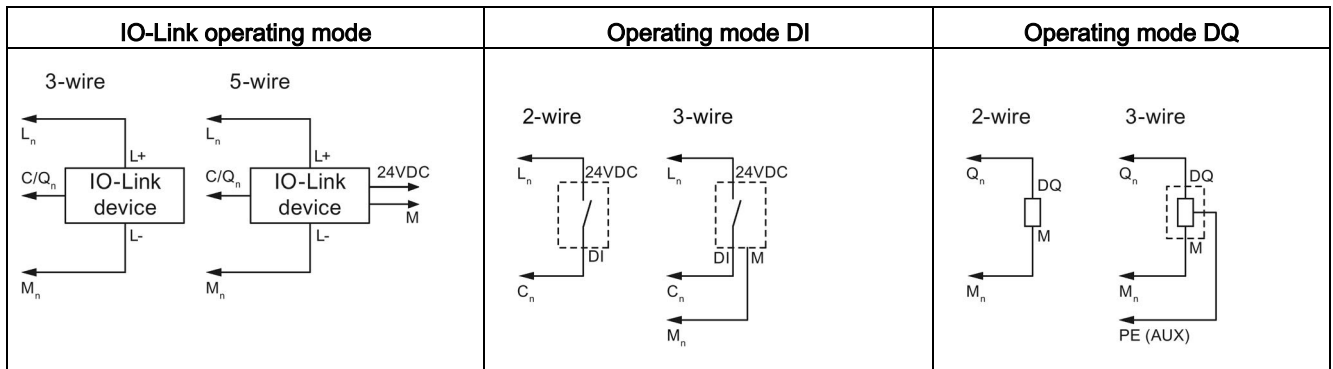 IO-Link operating mode
3-wire
5-wire
Lₙ
L+
C/Qₙ
IO-Link
device
L-
Mₙ
Lₙ
L+
C/Qₙ
IO-Link
device
24VDC
M
L-
Mₙ
Operating mode DI
2-wire
3-wire
Lₙ
24VDC
DI
Cₙ
Lₙ
24VDC
DI
M
Cₙ
Mₙ
Operating mode DQ
2-wire
3-wire
Qₙ
DQ
M
Mₙ
Qₙ
DQ
M
Mₙ
PE (AUX)